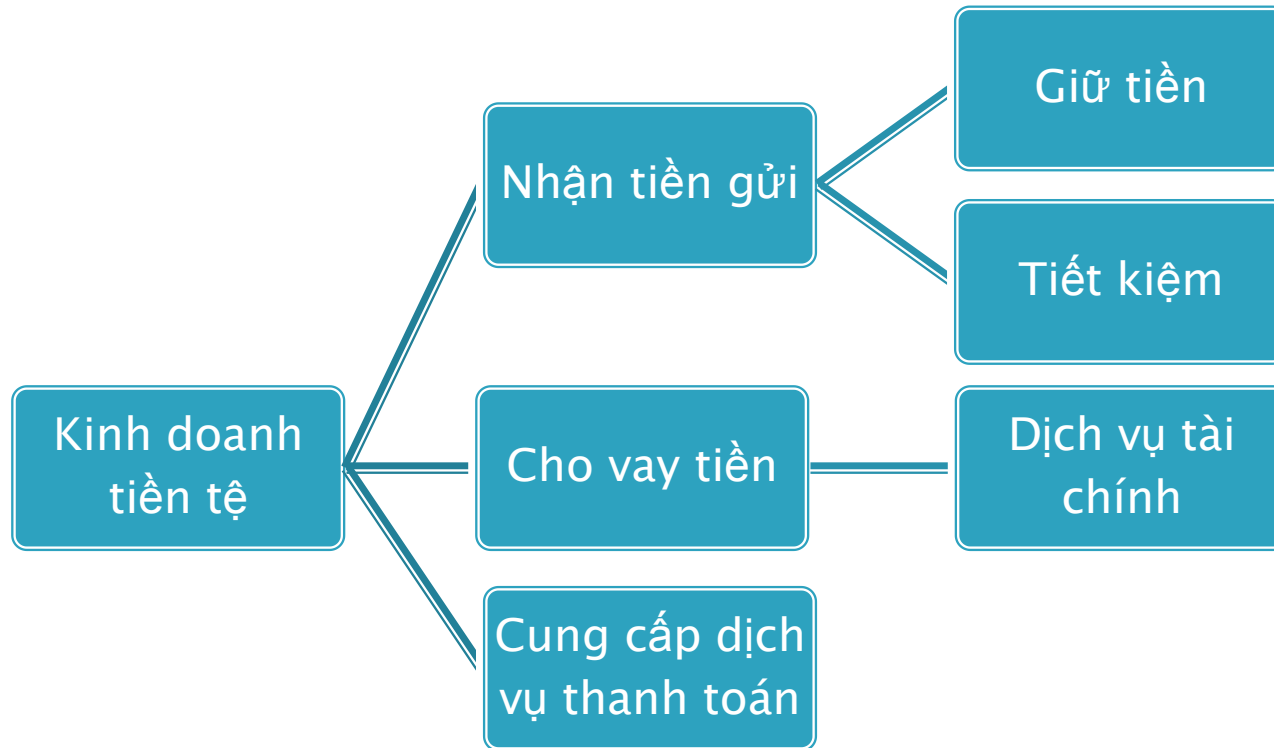 Giữ tiền
Nhận tiền gửi
Tiết kiệm
Kinh doanh
tiền tệ
Cho vay tiền
Dịch vụ tài
chính
Cung cấp dịch
vụ thanh toán